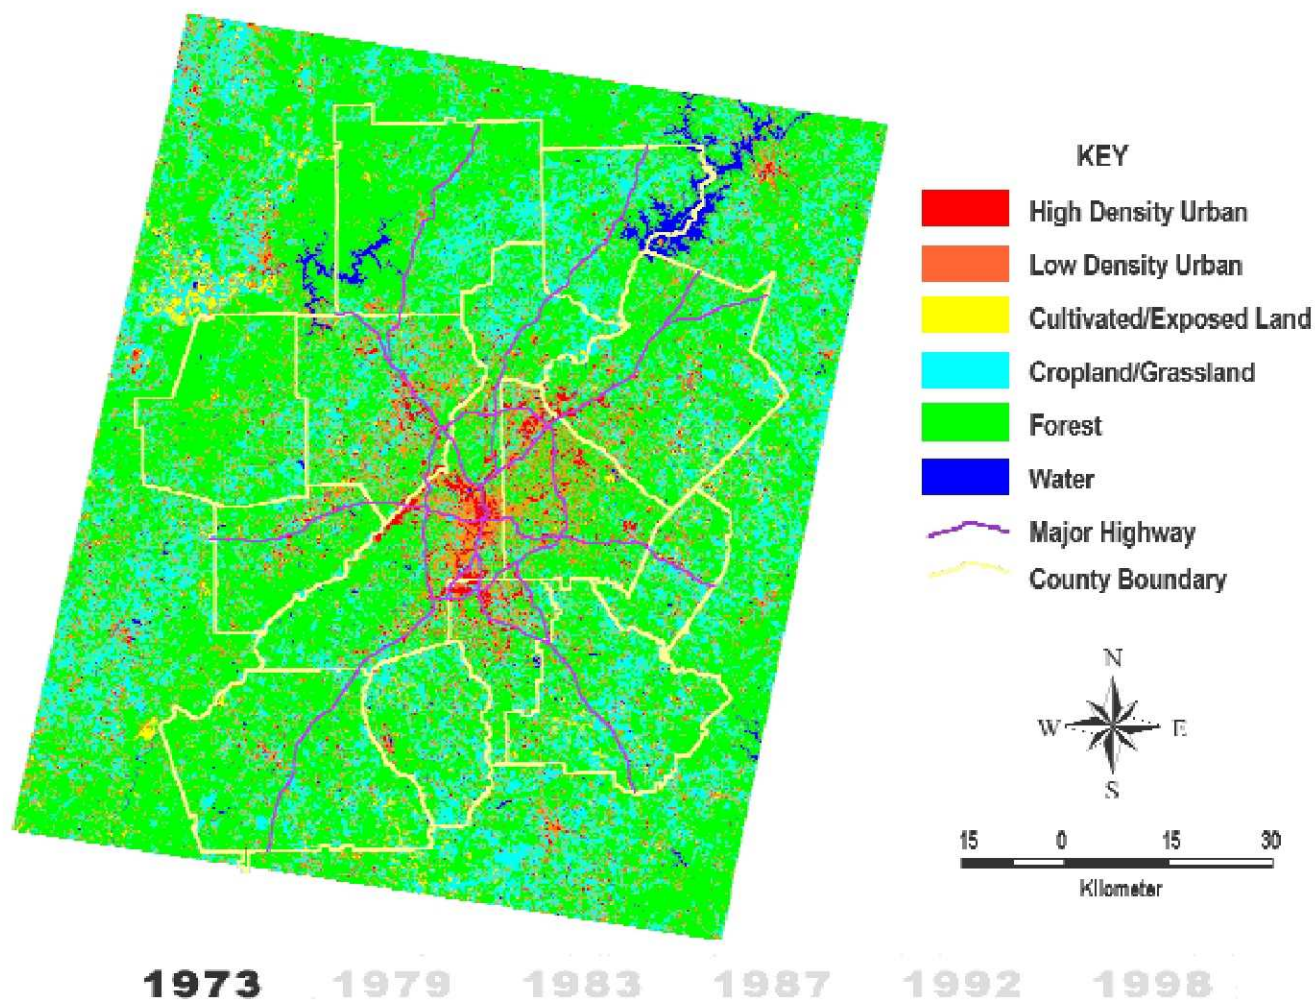 KEY
High Density Urban
Low Density Urban
Cultivated/Exposed Land
Cropland/Grassland
Forest
Water
Major Highway
County Boundary
N
W E
S
15 0 15 30
Kilometer
1973 1979 1983 1987 1992 1998